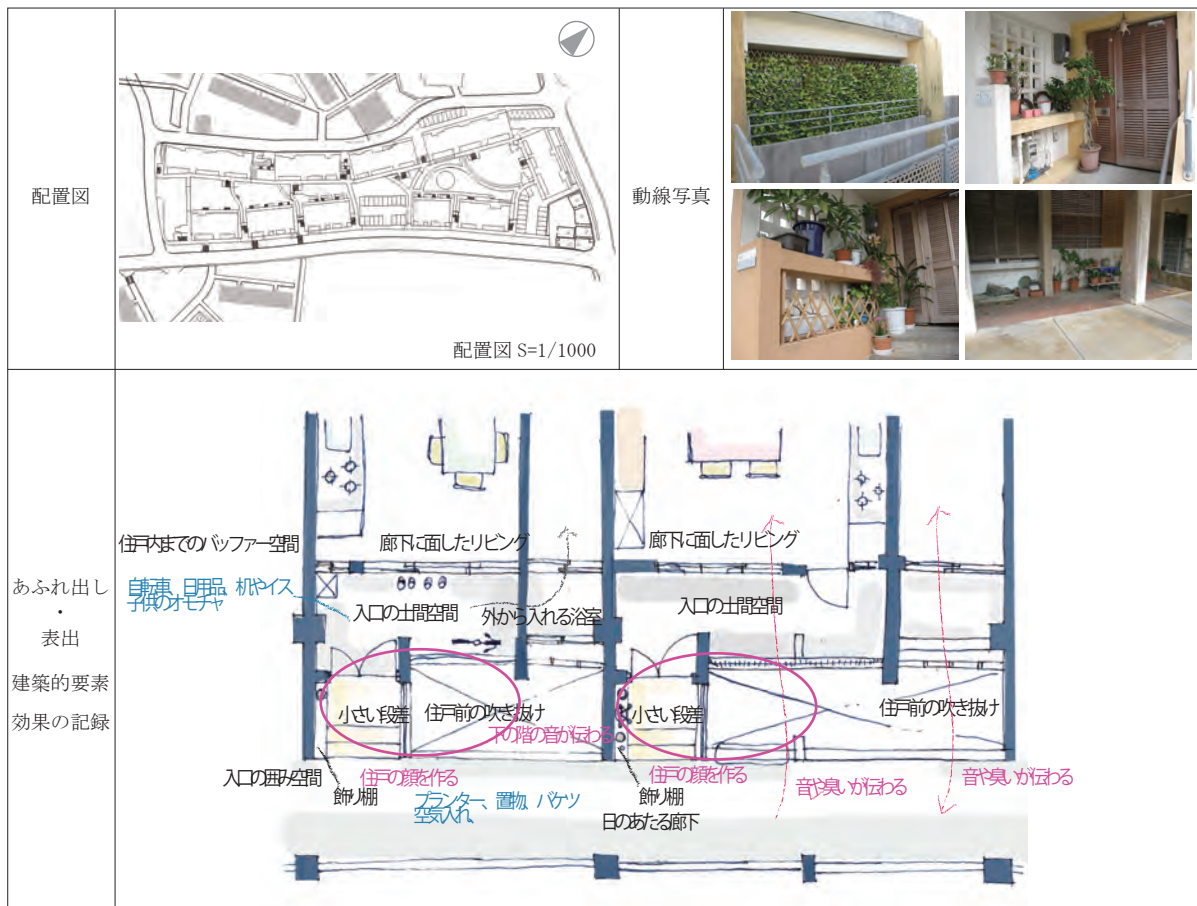 配置図
配置図 S=1/1000
動線写真
あふれ出し
・
表出
建築的要素
効果の記録
住戸内までのバッファー空間
廊下に面したリビング
廊下に面したリビング
自転車、日用品、机やイス
子供のオモチャ
入口の土間空間
外から入れる浴室
入口の土間空間
小さい段差
住戸前の吹き抜け
小さい段差
住戸前の吹き抜け
下の階の音が伝わる
入口の囲み空間
住戸の顔を作る
住戸の顔を作る
音や臭いが伝わる
音や臭いが伝わる
飾り棚
プランター、置物、バケツ
空気入れ、
飾り棚
日のあたる廊下